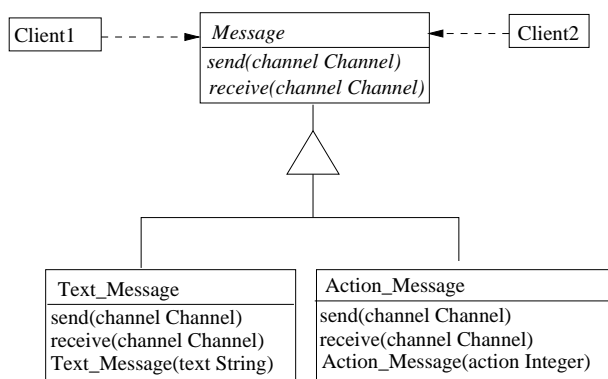 Client1
Message
Client2
send(channel Channel)
receive(channel Channel)
Text_Message
send(channel Channel)
receive(channel Channel)
Text_Message(text String)
Action_Message
send(channel Channel)
receive(channel Channel)
Action_Message(action Integer)